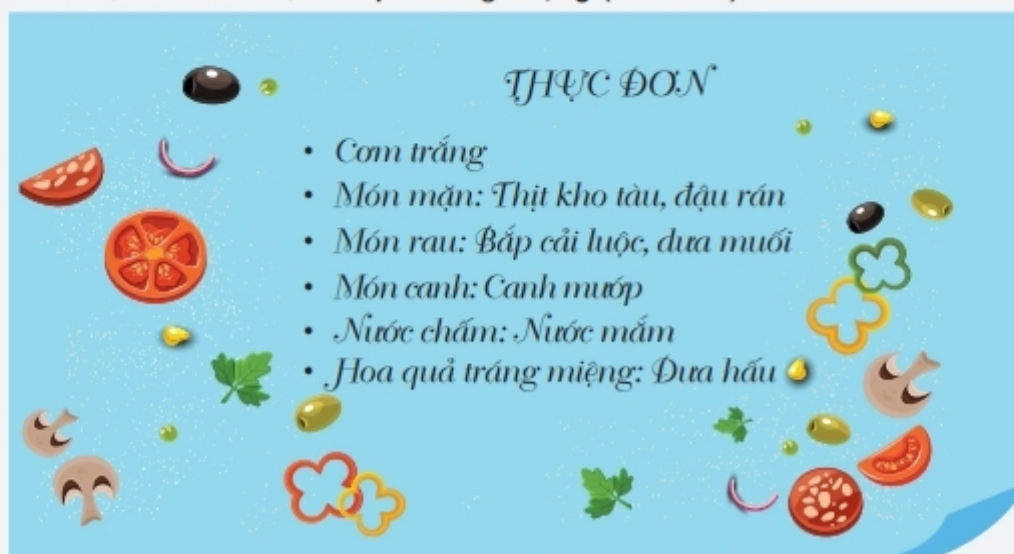 THỰC ĐƠN
• Cơm trắng
• Món mặn: Thịt kho tàu, đậu rán
• Món rau: Bắp cải luộc, dưa muối
• Món canh: Canh mướp
• Nước chấm: Nước mắm
• Hoa quả tráng miệng: Dưa hấu